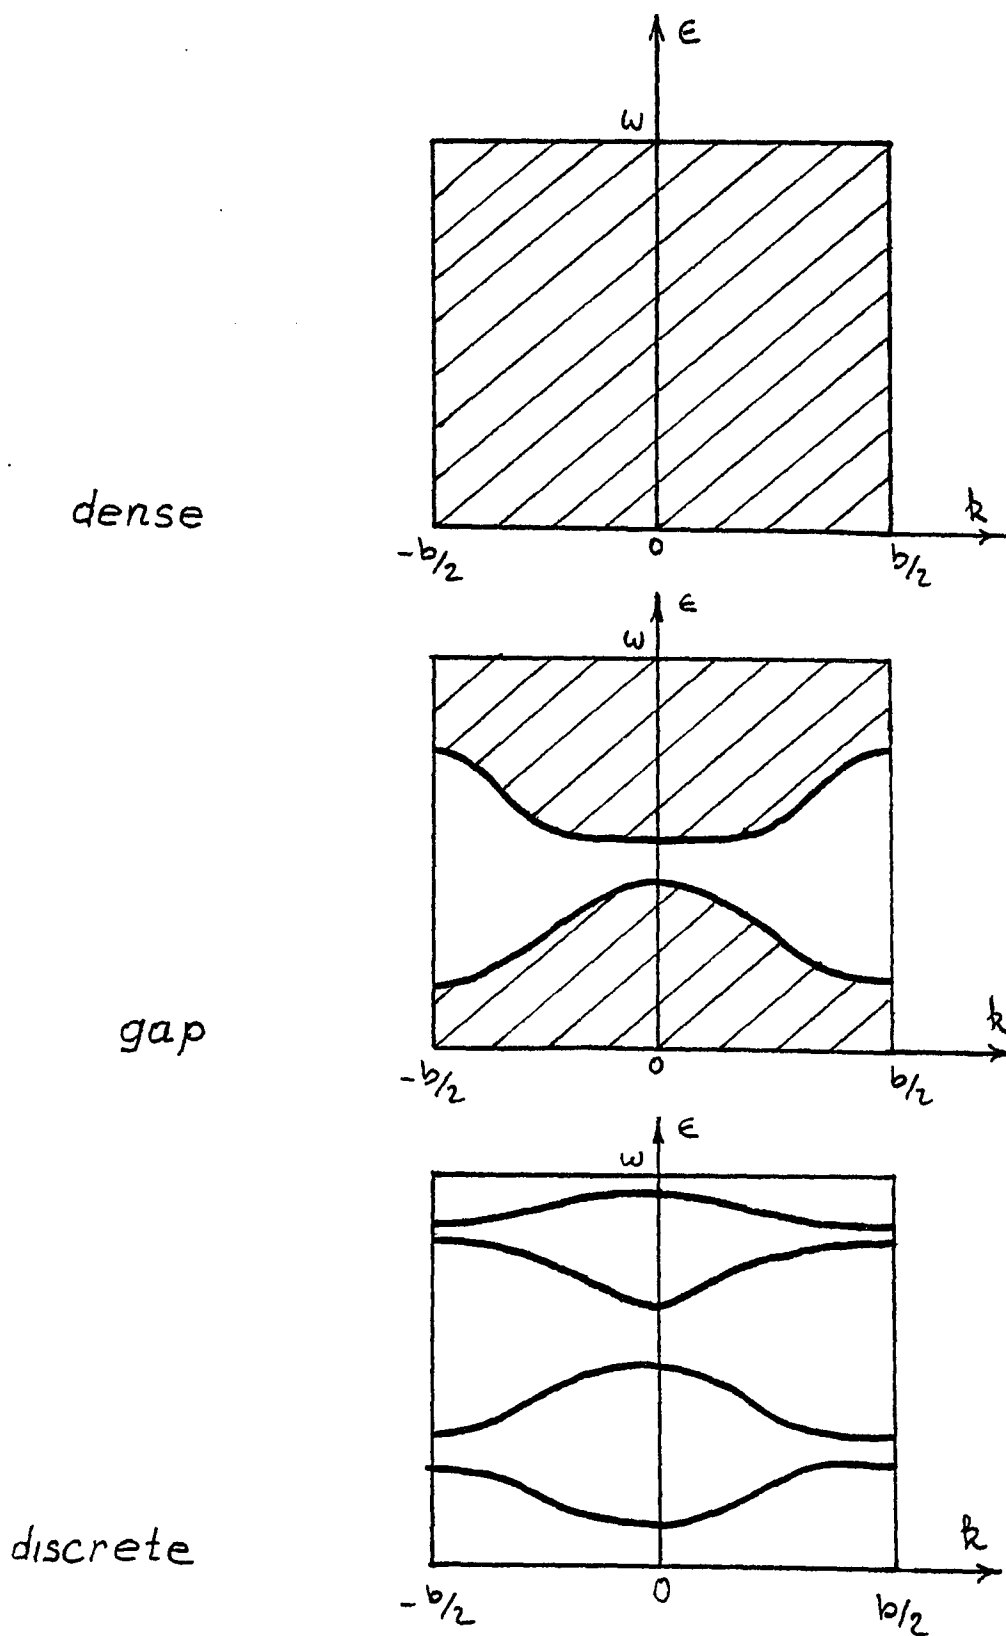 ϵ
ω
dense
k
-b/2
0
b/2
ϵ
ω
gap
k
-b/2
0
b/2
ϵ
ω
discrete
k
-b/2
0
b/2